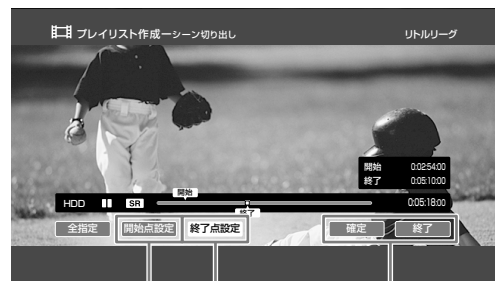 プレイリスト作成ーシーン切り出し
リトルリーグ
開始 0:02:54:00
終了 0:05:10:00
開始
HDD SR 0:05:18:00
終了
全指定 開始点設定 終了点設定 確定 終了